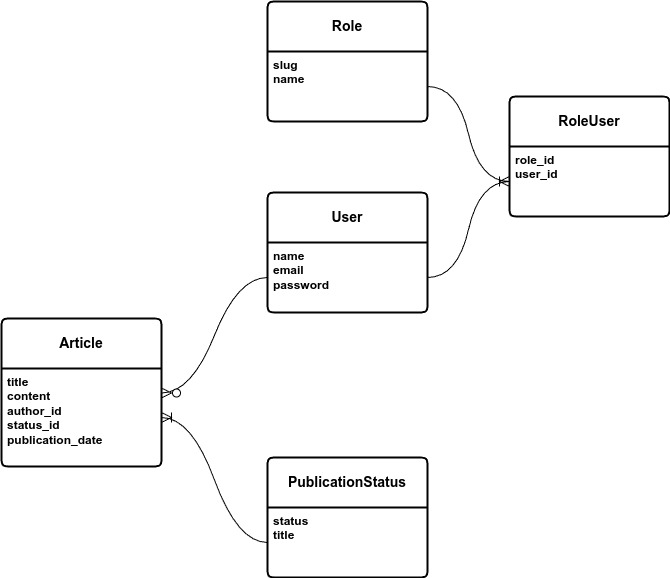 Role
slug
name
RoleUser
role_id
user_id
User
name
email
password
Article
title
content
author_id
status_id
publication_date
PublicationStatus
status
title